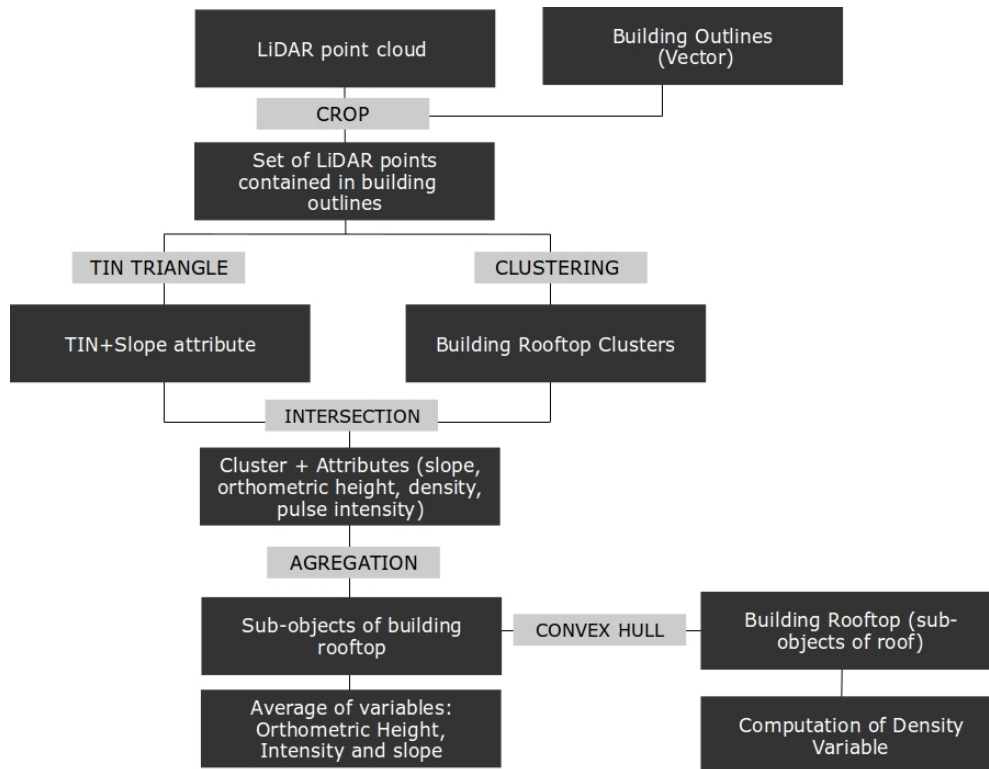 LiDAR point cloud
Building Outlines
(Vector)
CROP
Set of LiDAR points
contained in building
outlines
TIN TRIANGLE
CLUSTERING
TIN+Slope attribute
Building Rooftop Clusters
INTERSECTION
Cluster + Attributes (slope,
orthometric height, density,
pulse intensity)
AGREGATION
Sub-objects of building
rooftop
CONVEX HULL
Building Rooftop (sub-
objects of roof)
Average of variables:
Orthometric Height,
Intensity and slope
Computation of Density
Variable